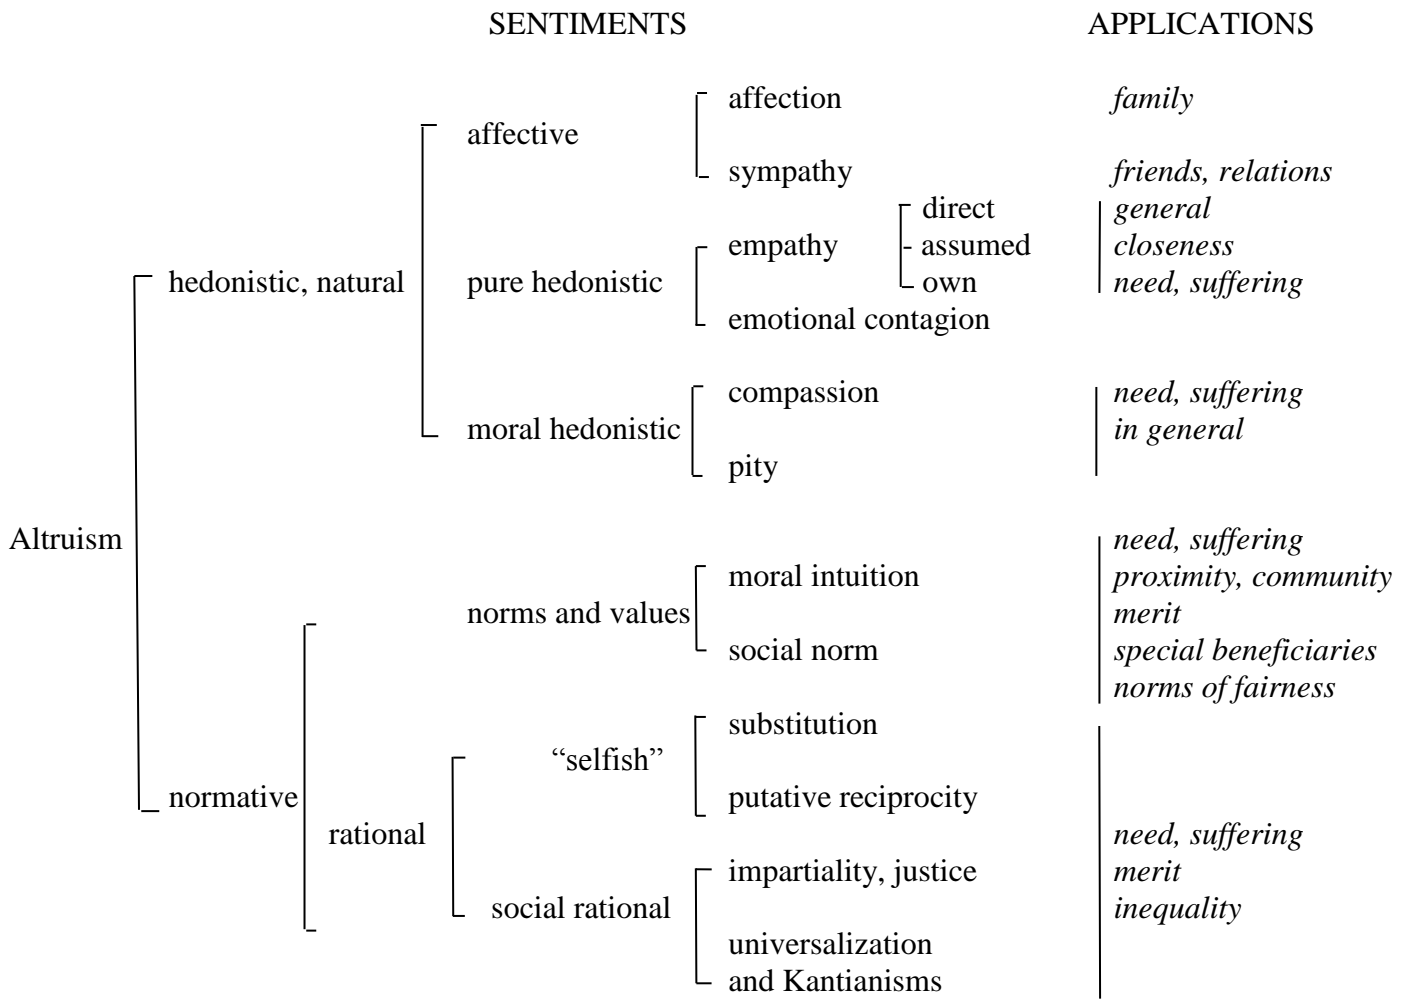 SENTIMENTS APPLICATIONS
affection family
affective
sympathy friends, relations
direct general
empathy - assumed closeness
hedonistic, natural pure hedonistic own need, suffering
emotional contagion
compassion need, suffering
moral hedonistic in general
pity
Altruism need, suffering
moral intuition proximity, community
norms and values merit
social norm special beneficiaries
norms of fairness
substitution
“selfish”
normative putative reciprocity
rational need, suffering
impartiality, justice merit
social rational inequality
universalization
and Kantianisms